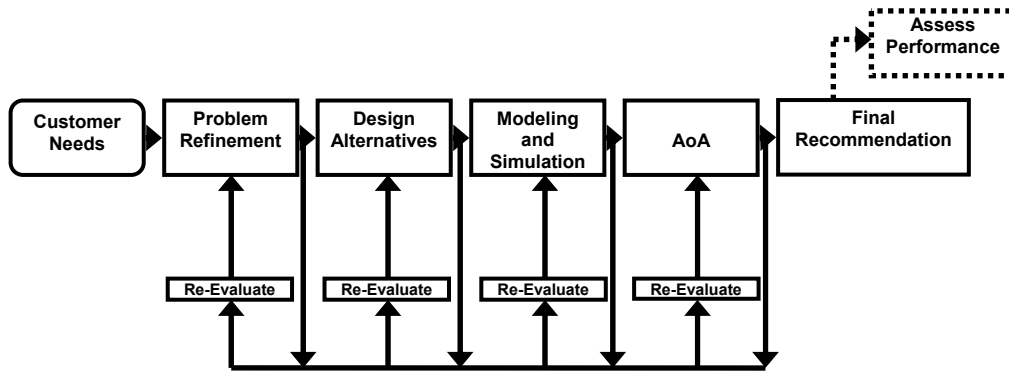 Assess
Performance
Customer
Needs
Problem
Refinement
Design
Alternatives
Modeling
and
Simulation
AoA
Final
Recommendation
Re-Evaluate
Re-Evaluate
Re-Evaluate
Re-Evaluate